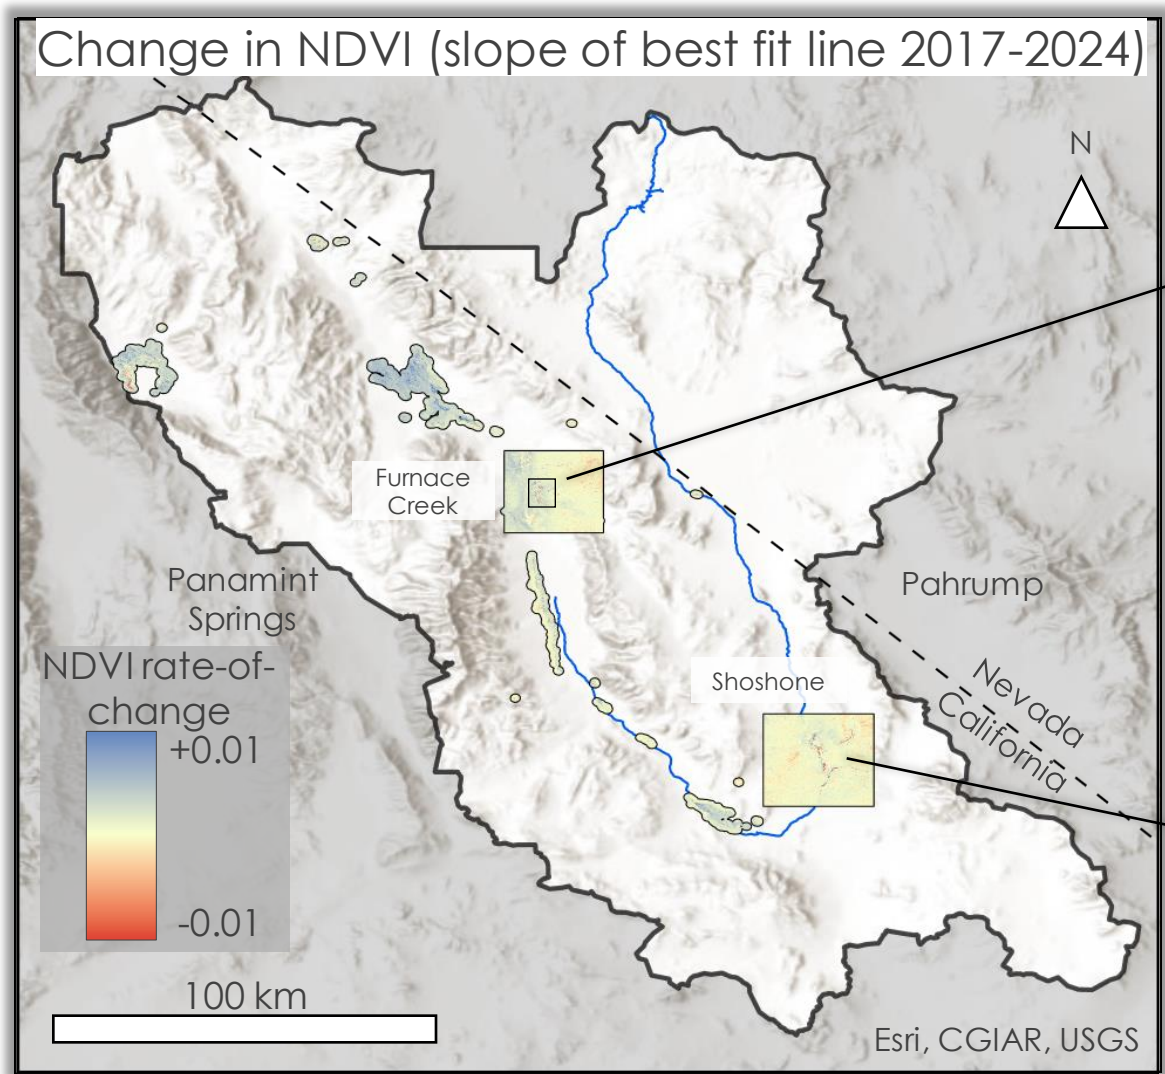 Change in NDVI (slope of best fit line 2017-2024)
N
Furnace
Creek
Panamint
Springs
Pahrump
Shoshone
Nevada
California
NDVI rate-of-
change
+0.01
-0.01
100 km
Esri, CGIAR, USGS